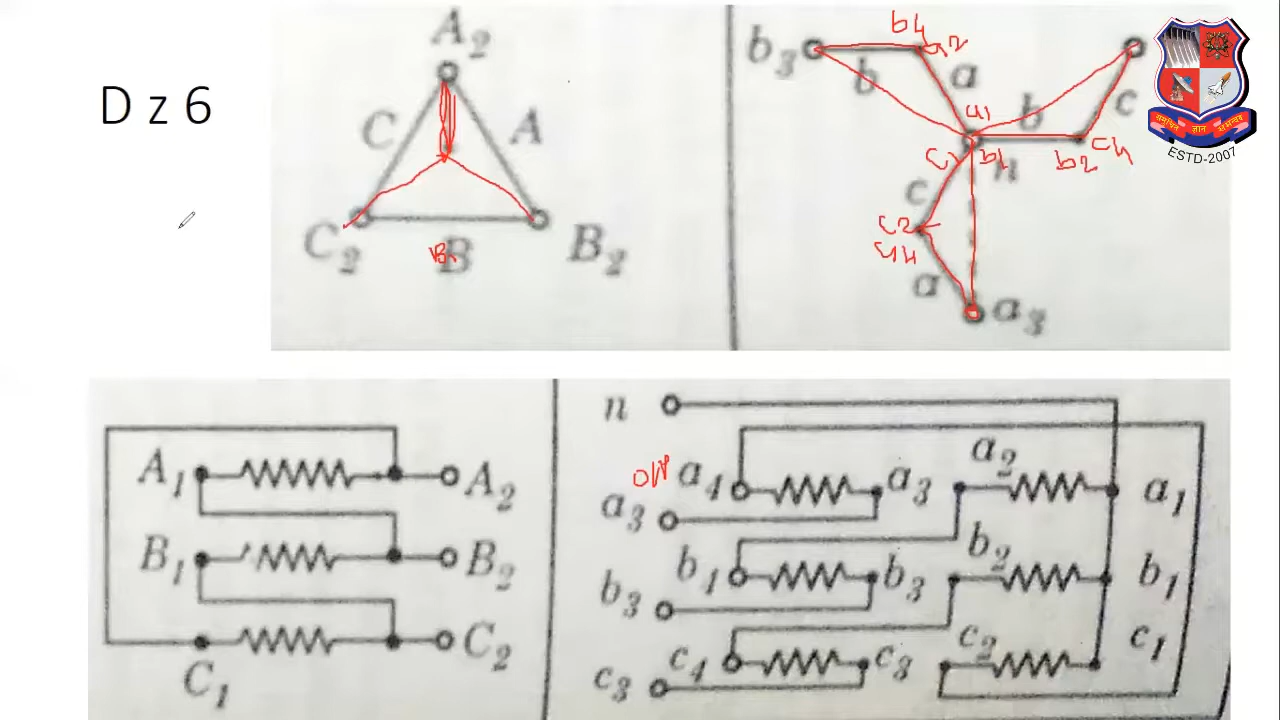 D z 6
A2
C
A
C2
B
B1
B2
b3
b4
a2
b
a
a1
b
c
c1
b1
n
b2
c4
c
c2
a4
a
a3
ESTD-2007
A1
A2
B1
B2
C1
C2
n
O/P
a4
a3
a2
a1
a3
b1
b3
b2
b1
b3
c4
c3
c2
c1
c3